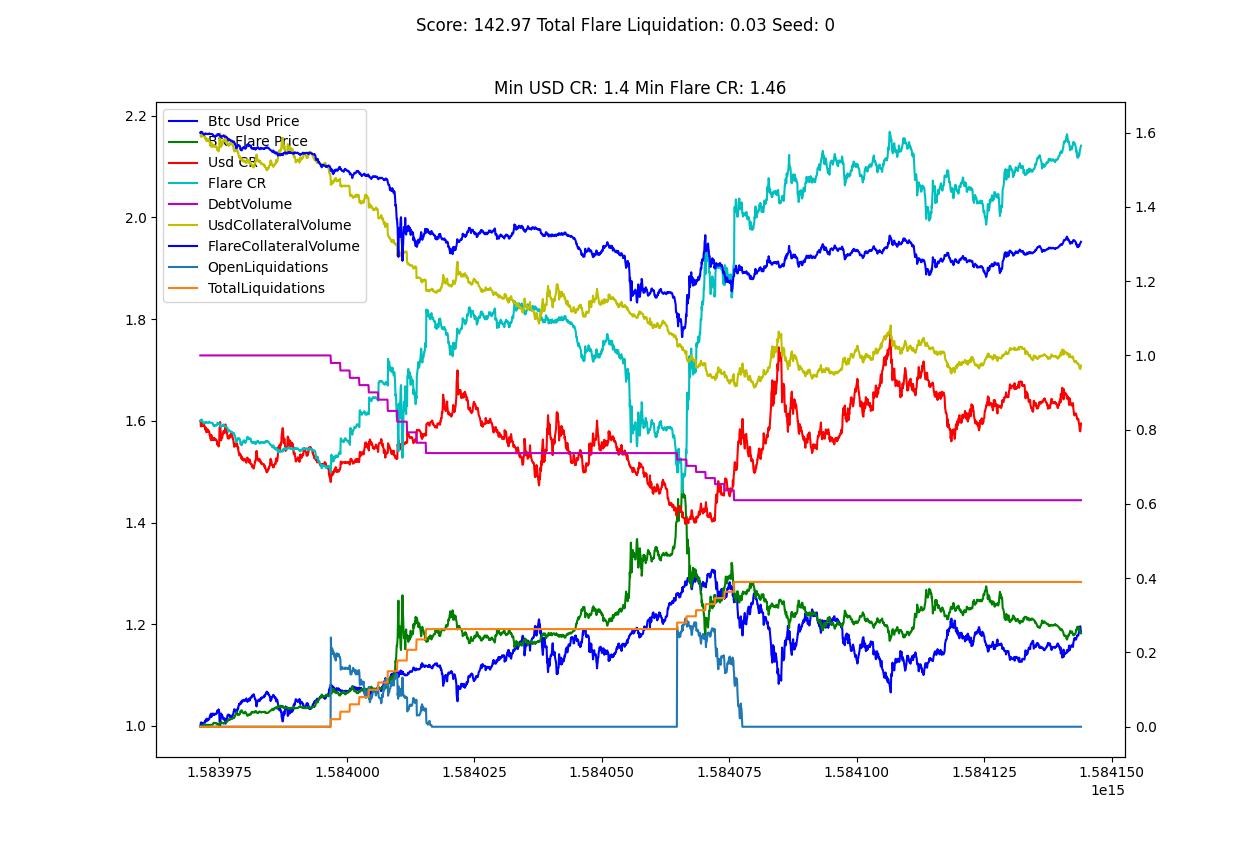 Score: 142.97 Total Flare Liquidation: 0.03 Seed: 0
Min USD CR: 1.4 Min Flare CR: 1.46
Btc Usd Price
Btc Flare Price
Usd CR
Flare CR
DebtVolume
UsdCollateralVolume
FlareCollateralVolume
OpenLiquidations
TotalLiquidations
2.2
2.0
1.8
1.6
1.4
1.2
1.0
1.6
1.4
1.2
1.0
0.8
0.6
0.4
0.2
0.0
1.583975 1.584000 1.584025 1.584050 1.584075 1.584100 1.584125 1.584150
1e15